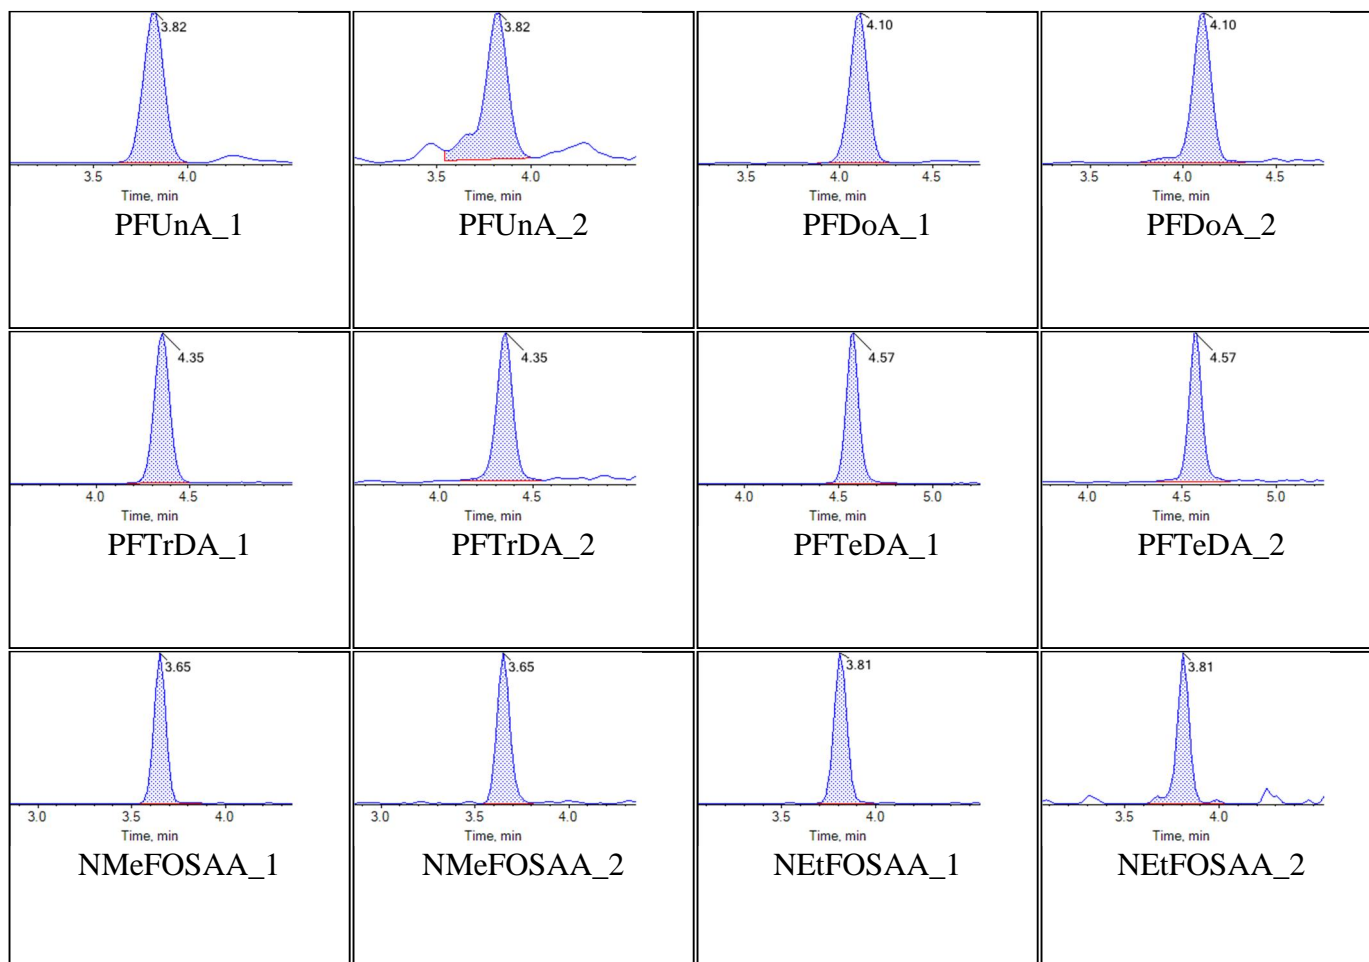 3.82
3.5 4.0
Time, min
PFUnA_1
3.82
3.5 4.0
Time, min
PFUnA_2
4.10
3.5 4.0 4.5
Time, min
PFDoA_1
4.10
3.5 4.0 4.5
Time, min
PFDoA_2
4.35
4.0 4.5
Time, min
PFTrDA_1
4.35
4.0 4.5
Time, min
PFTrDA_2
4.57
4.0 4.5 5.0
Time, min
PFTeDA_1
4.57
4.0 4.5 5.0
Time, min
PFTeDA_2
3.65
3.0 3.5 4.0
Time, min
NMeFOSAA_1
3.65
3.0 3.5 4.0
Time, min
NMeFOSAA_2
3.81
3.5 4.0
Time, min
NEtFOSAA_1
3.81
3.5 4.0
Time, min
NEtFOSAA_2